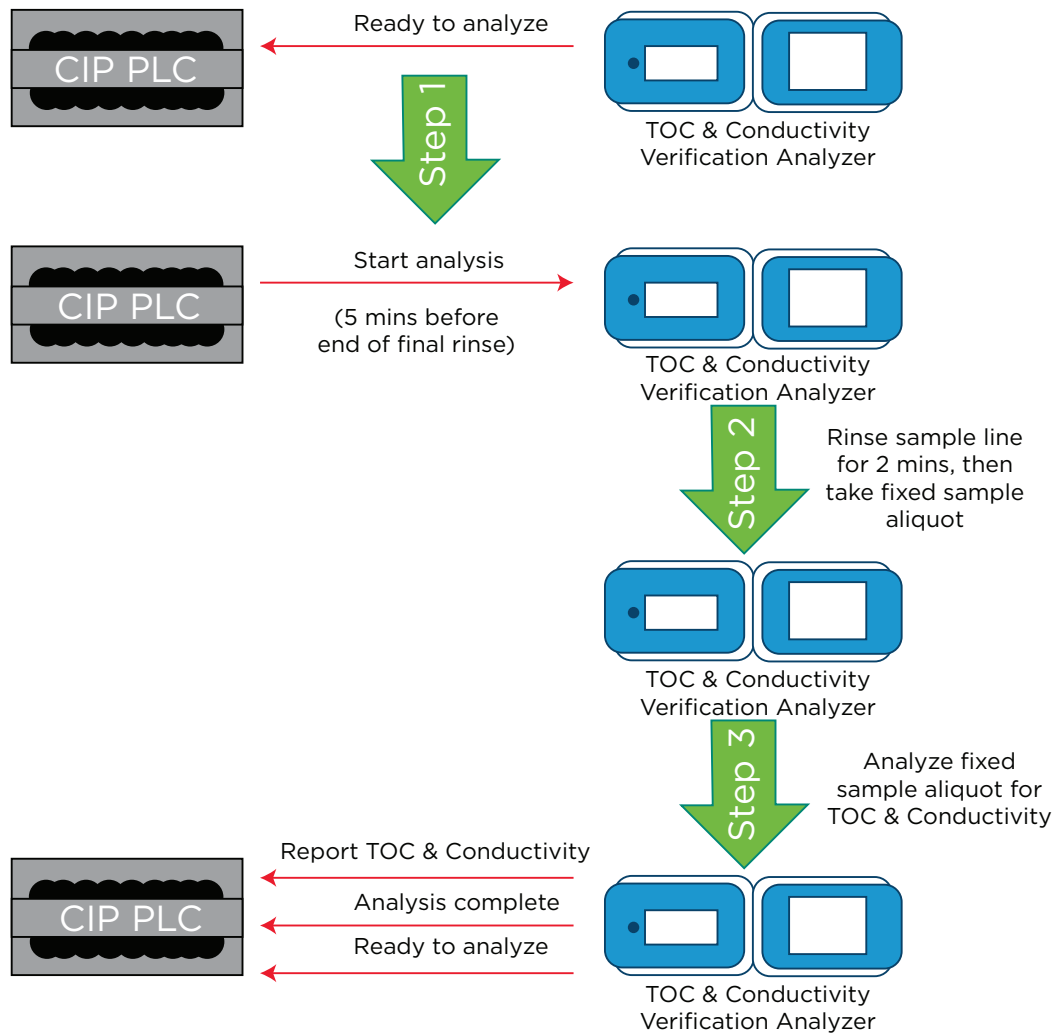 Ready to analyze
CIP PLC
Step 1
TOC & Conductivity
Verification Analyzer
Start analysis
CIP PLC
(5 mins before
end of final rinse)
TOC & Conductivity
Verification Analyzer
Step 2
Rinse sample line
for 2 mins, then
take fixed sample
aliquot
TOC & Conductivity
Verification Analyzer
Step 3
Analyze fixed
sample aliquot for
TOC & Conductivity
Report TOC & Conductivity
CIP PLC
Analysis complete
Ready to analyze
TOC & Conductivity
Verification Analyzer